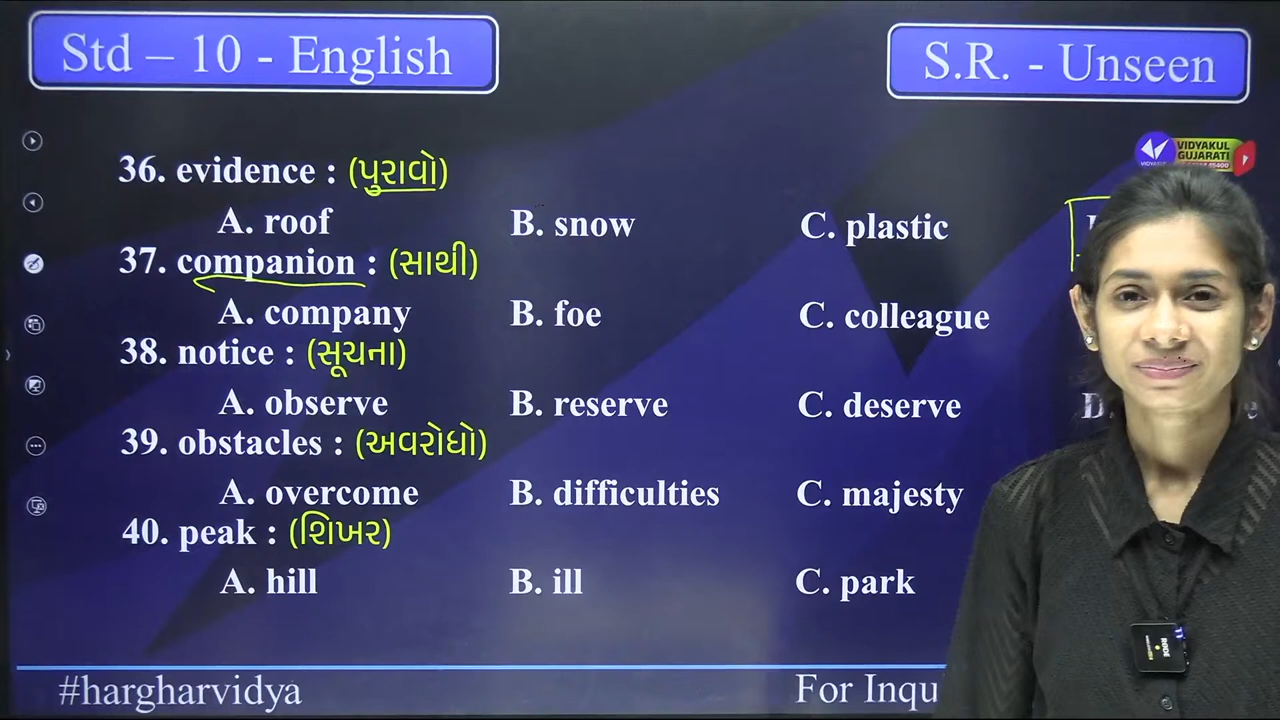 Std – 10 - English
S.R. - Unseen
VIDYAKUL
GUJARATI
36. evidence : (પુરાવો)
A. roof B. snow C. plastic
37. companion : (સાથી)
A. company B. foe C. colleague
38. notice : (સૂચના)
A. observe B. reserve C. deserve D.
39. obstacles : (અવરોધો)
A. overcome B. difficulties C. majesty
40. peak : (શિખર)
A. hill B. ill C. park
#hargharvidya
For Inqu